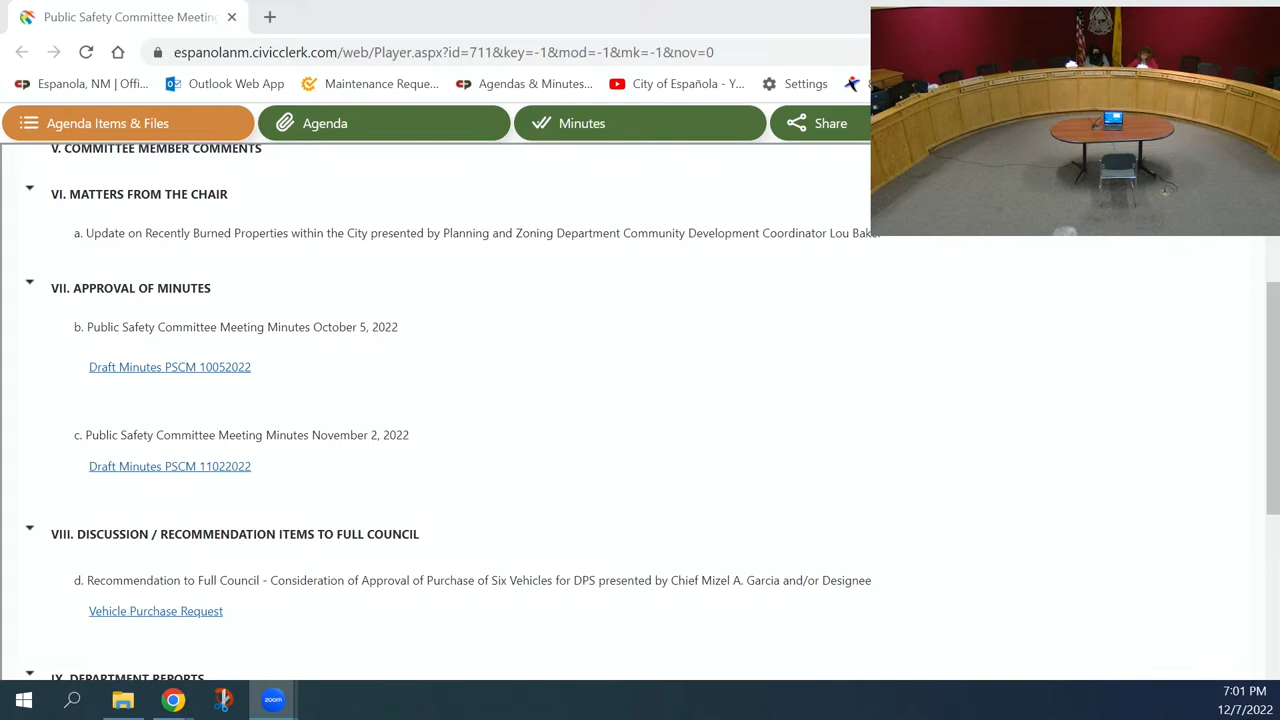 Public Safety Committee Meeting
espanolanm.civicclerk.com/web/Player.aspx?id=711&key=-1&mod=-1&mk=-1&nov=0
Espanola, NM | Offi... Outlook Web App Maintenance Reque... Agendas & Minutes... City of Española - Y... Settings
Agenda Items & Files Agenda Minutes Share
V. COMMITTEE MEMBER COMMENTS
VI. MATTERS FROM THE CHAIR
a. Update on Recently Burned Properties within the City presented by Planning and Zoning Department Community Development Coordinator Lou Baker
VII. APPROVAL OF MINUTES
b. Public Safety Committee Meeting Minutes October 5, 2022
Draft Minutes PSCM 10052022
c. Public Safety Committee Meeting Minutes November 2, 2022
Draft Minutes PSCM 11022022
VIII. DISCUSSION / RECOMMENDATION ITEMS TO FULL COUNCIL
d. Recommendation to Full Council - Consideration of Approval of Purchase of Six Vehicles for DPS presented by Chief Mizel A. Garcia and/or Designee
Vehicle Purchase Request
IX. DEPARTMENT REPORTS
zoom
7:01 PM
12/7/2022